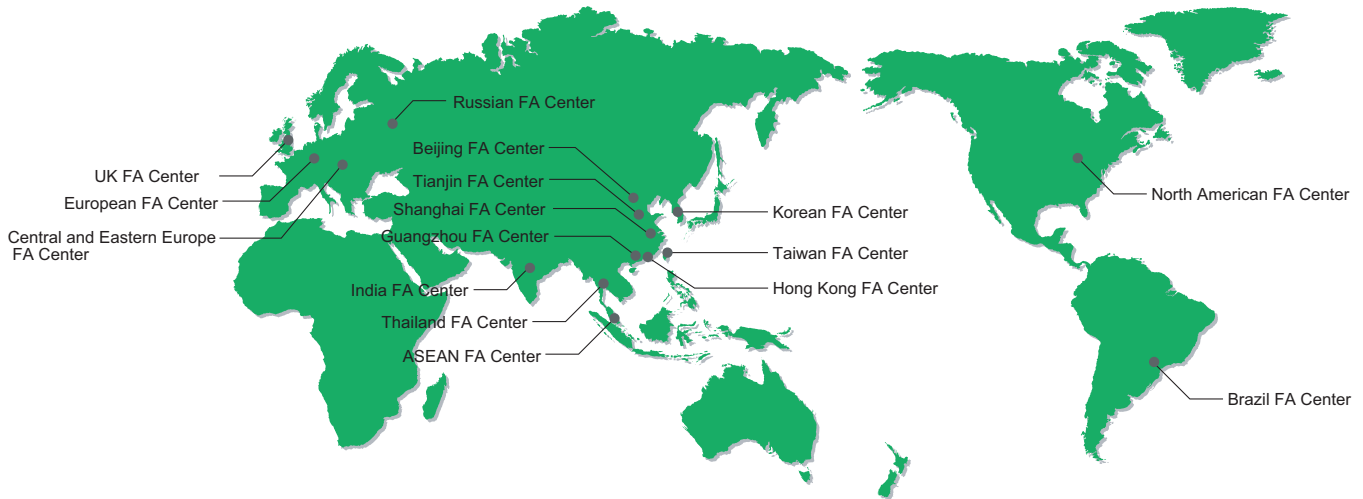 Russian FA Center
Beijing FA Center
UK FA Center
Tianjin FA Center
North American FA Center
European FA Center
Shanghai FA Center
Korean FA Center
Central and Eastern Europe
FA Center
Guangzhou FA Center
Taiwan FA Center
India FA Center
Hong Kong FA Center
Thailand FA Center
ASEAN FA Center
Brazil FA Center